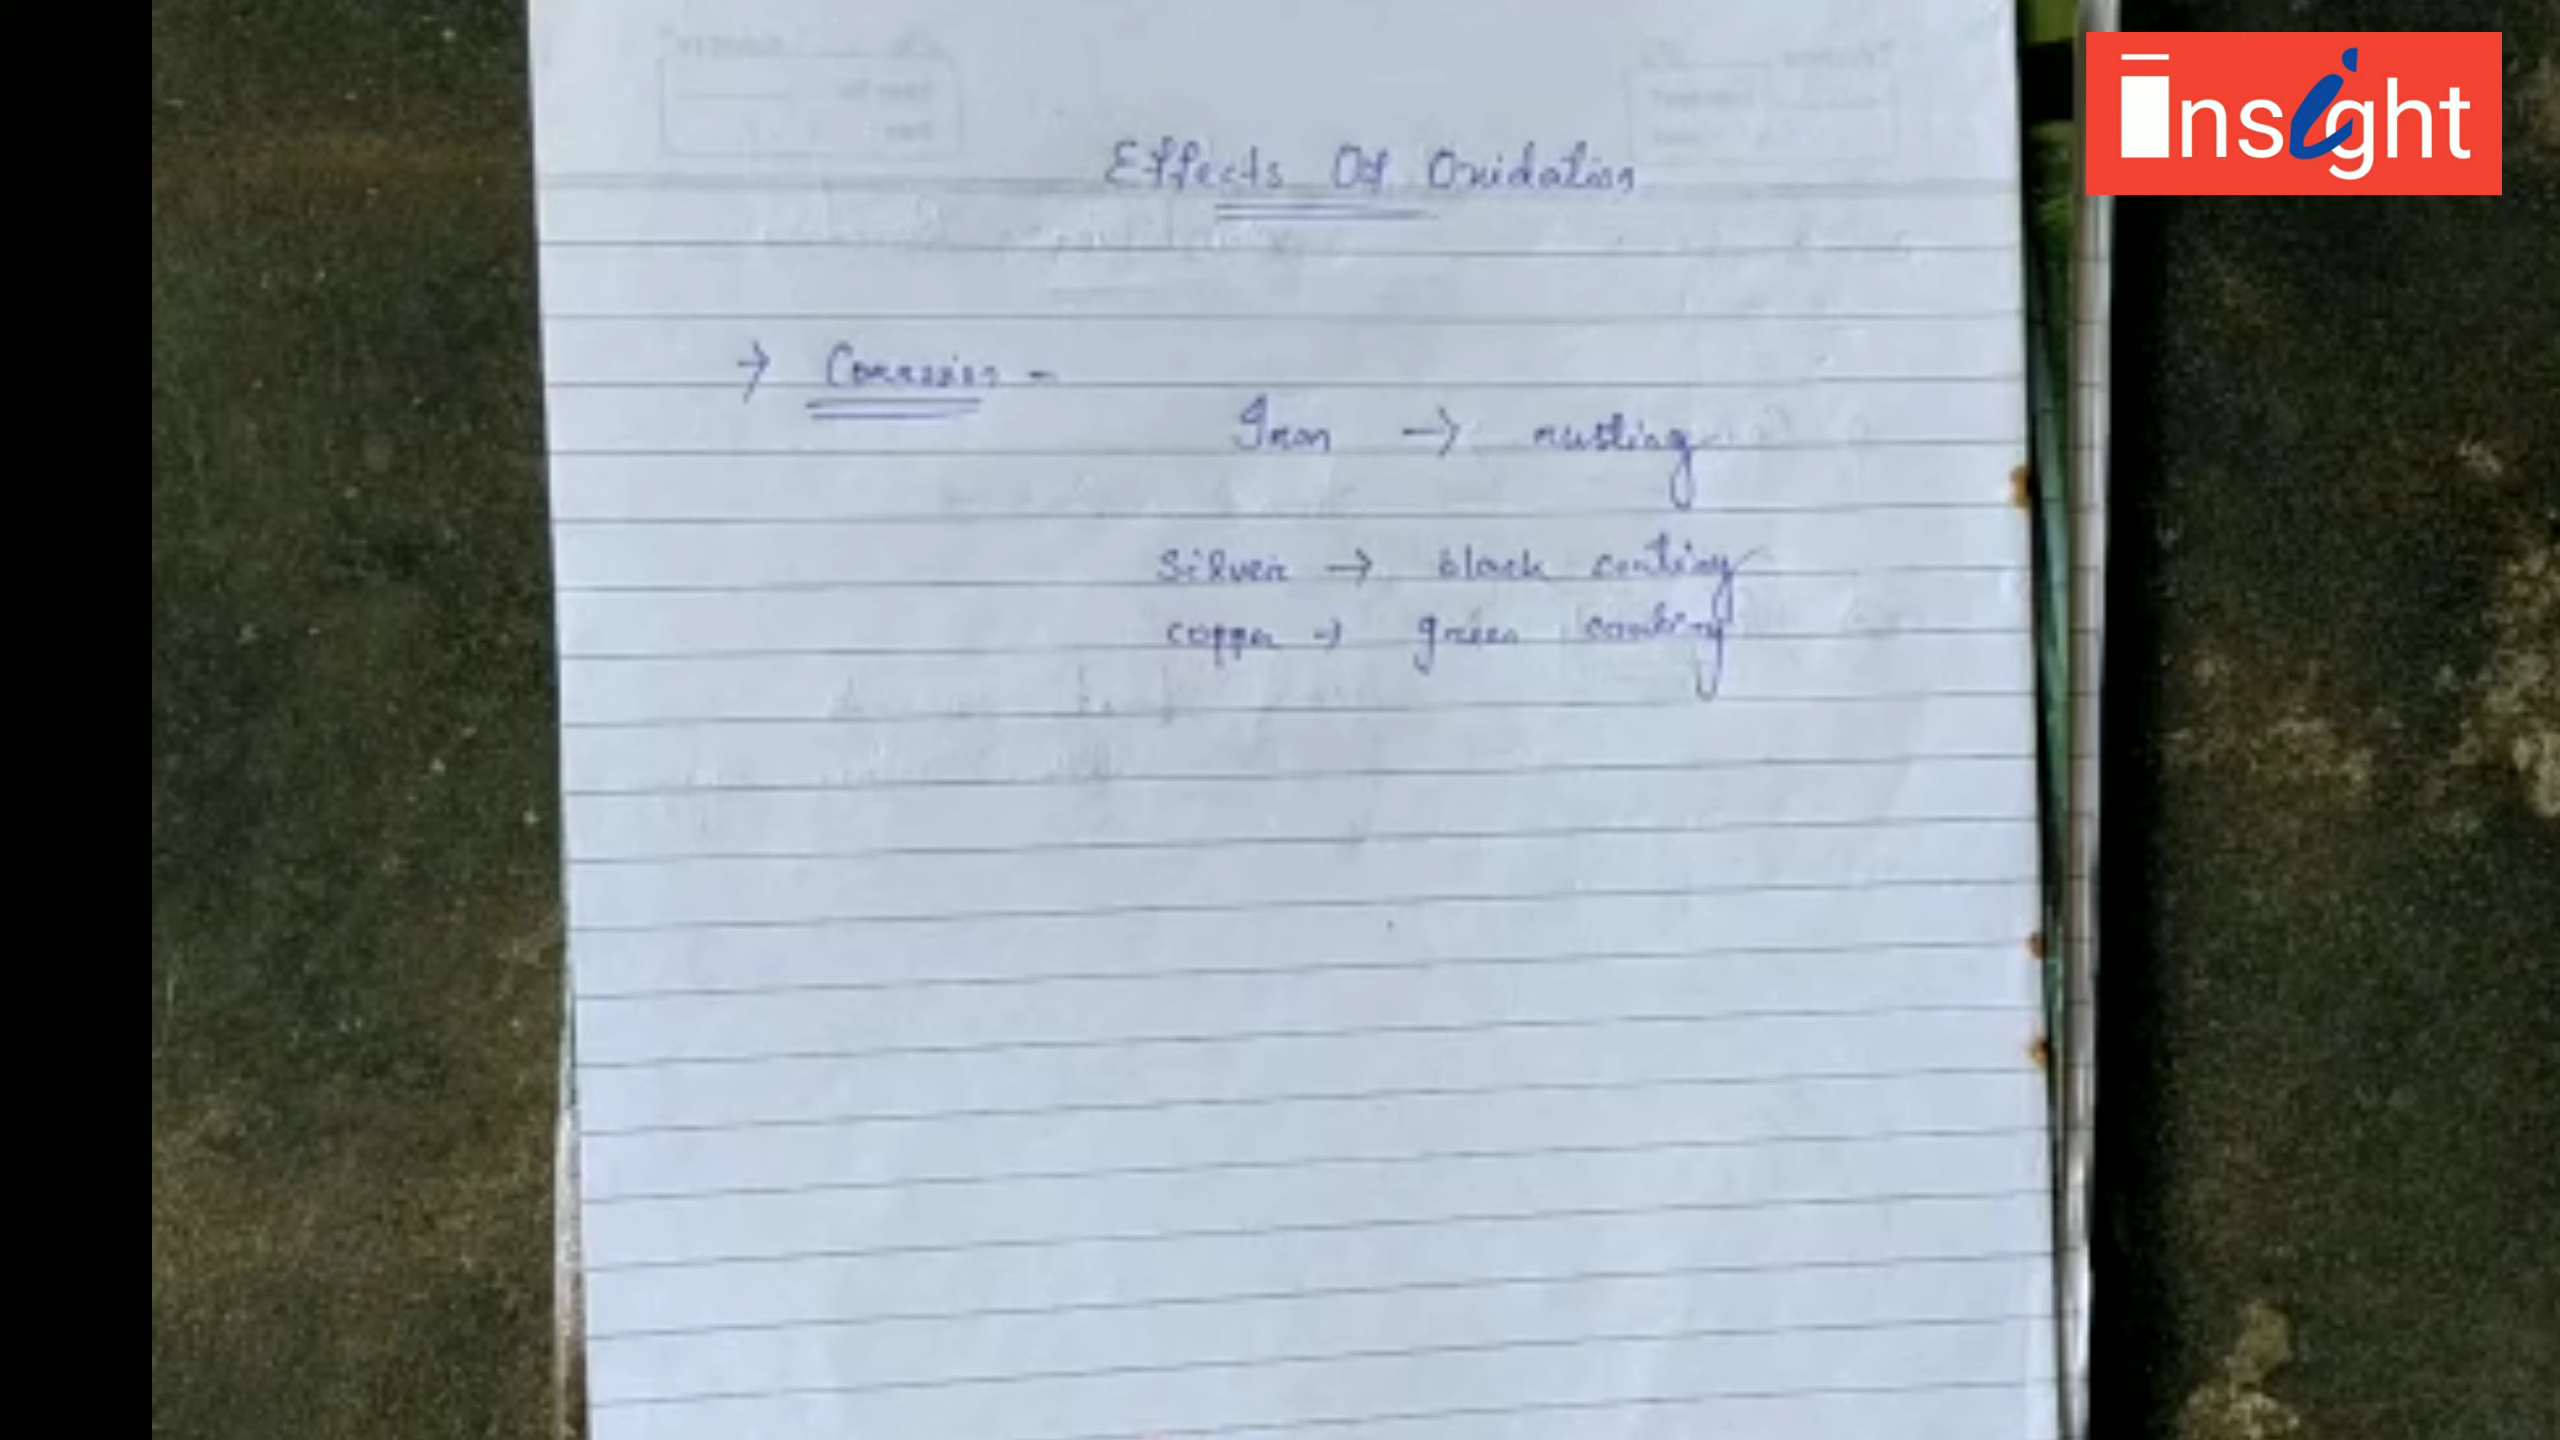 Insight
Effects Of Oxidation
→ Corrosion -
Iron → rusting
Silver → black coating
copper → green coating